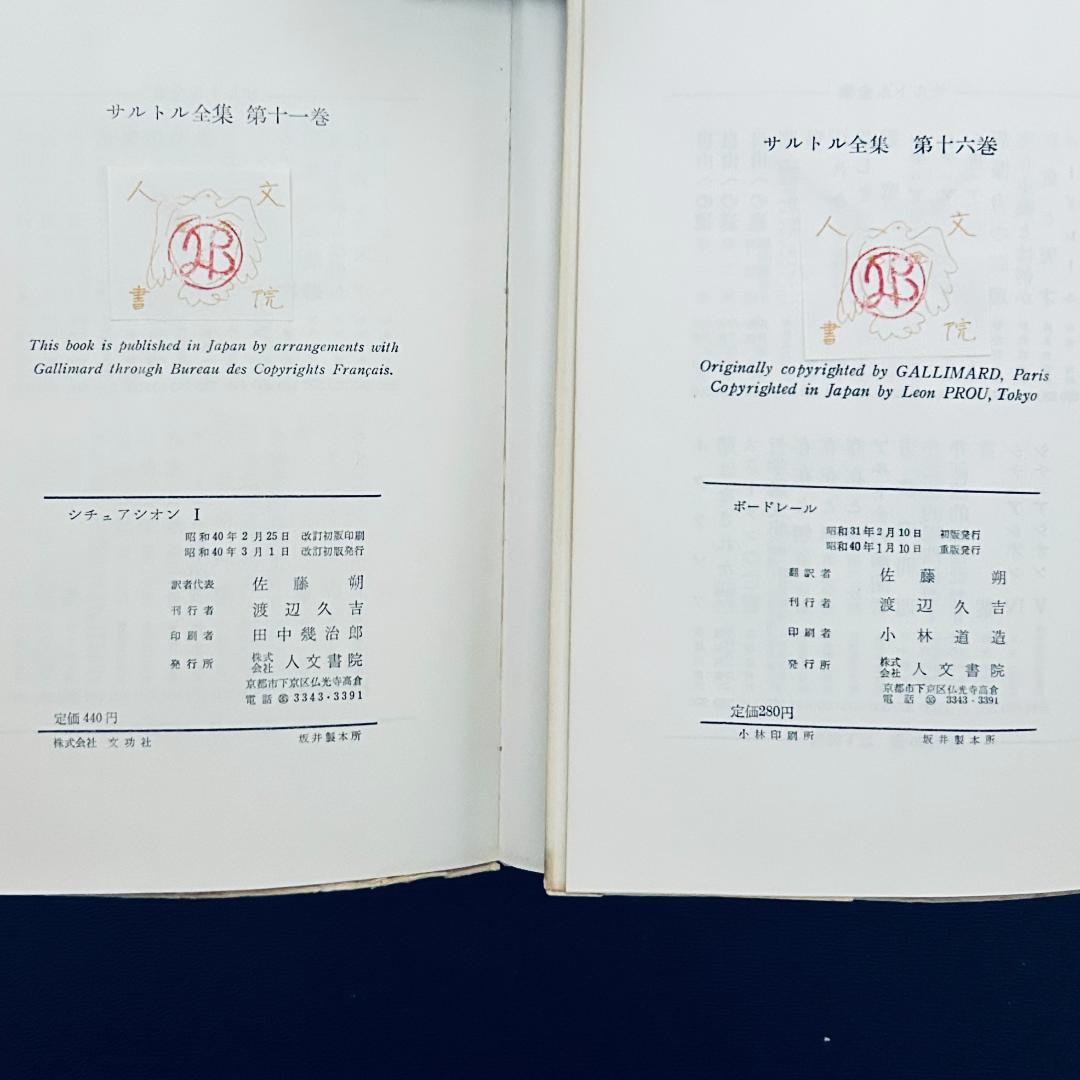 サルトル全集 第十一巻
人 文
書 院
This book is published in Japan by arrangements with
Gallimard through Bureau des Copyrights Français.
シチュアシオン I
昭和40年2月25日 改訂初版印刷
昭和40年3月1日 改訂初版発行
訳者代表 佐藤 朔
刊行者 渡辺久吉
印刷者 田中幾治郎
発行所 株式会社 人文書院
京都市下京区仏光寺高倉
電話 3343・3391
定価 440円
株式会社 文功社 坂井製本所
サルトル全集 第十六巻
人 文
書 院
Originally copyrighted by GALLIMARD, Paris
Copyrighted in Japan by Leon PROU, Tokyo
ボードレール
昭和31年2月10日 初版発行
昭和40年1月10日 重版発行
翻訳者 佐藤 朔
刊行者 渡辺久吉
印刷者 小林道造
発行所 株式会社 人文書院
京都市下京区仏光寺高倉
電話 3343・3391
定価280円
小林印刷所 坂井製本所